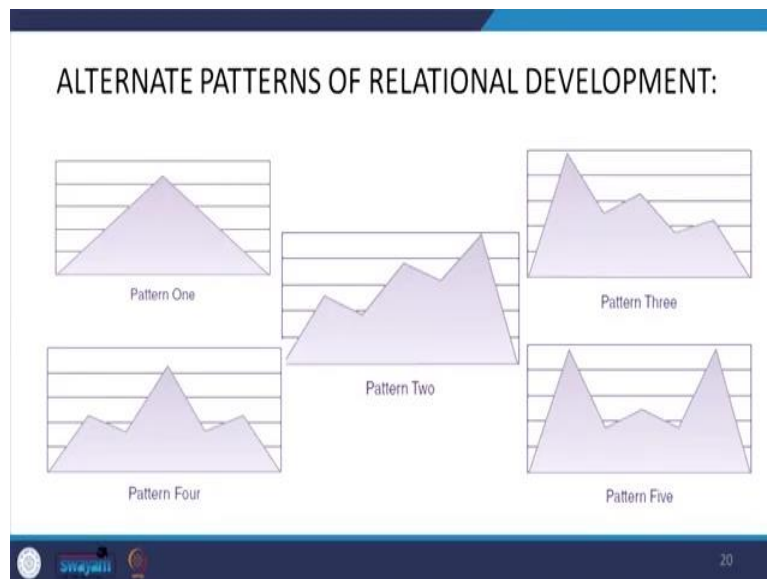 ALTERNATE PATTERNS OF RELATIONAL DEVELOPMENT:
Pattern One
Pattern Two
Pattern Three
Pattern Four
Pattern Five
swayam
20